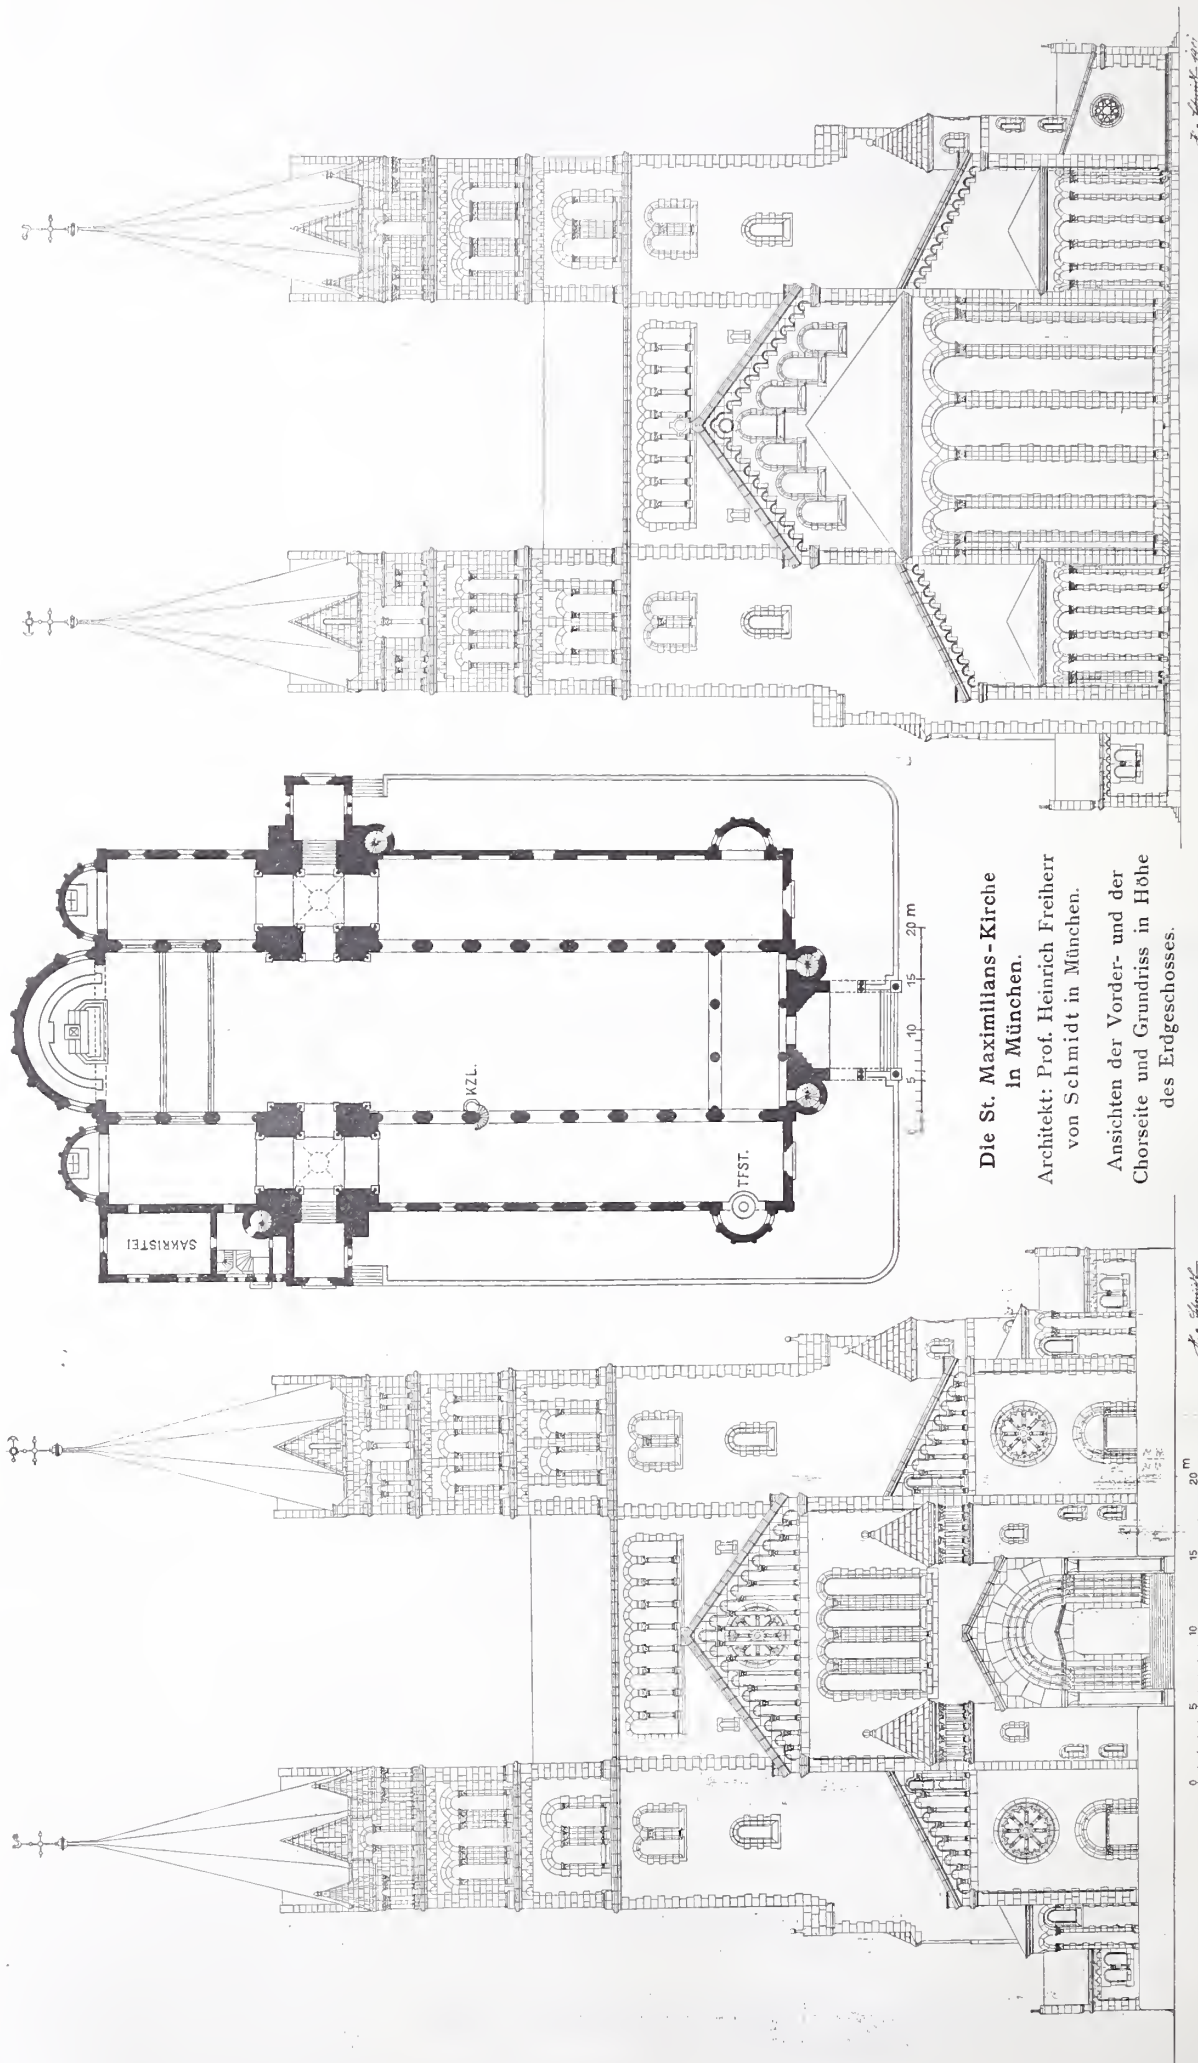 SAKRISTEI
KZL.
TFST.
0 5 10 15 20 m
Die St. Maximilians-Kirche
in München.
Architekt: Prof. Heinrich Freiherr
von Schmidt in München.
Ansichten der Vorder- und der
Chorseite und Grundriss in Höhe
des Erdgeschosses.
0 5 10 15 20 m